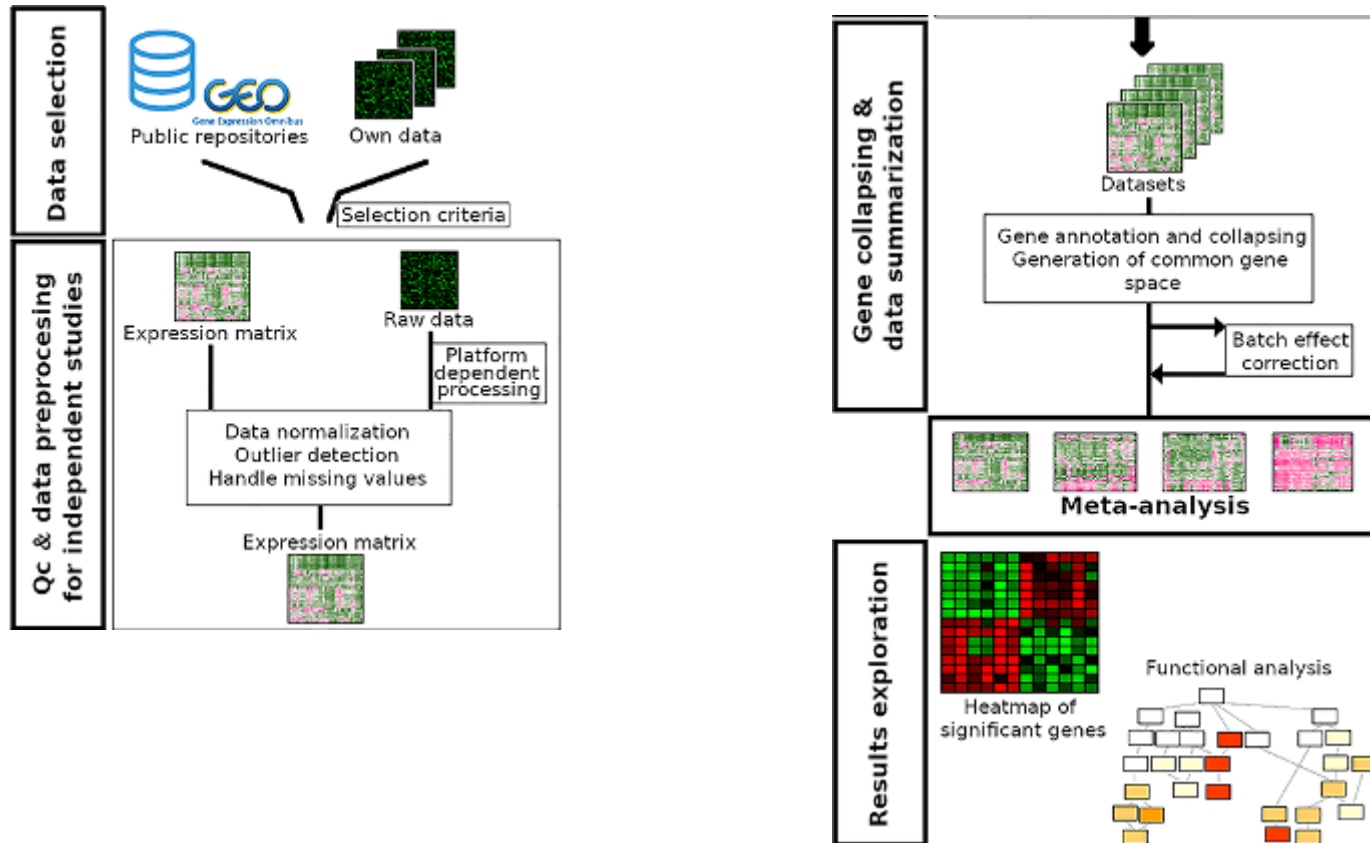 Data selection
GEO
Gene Expression Omnibus
Public repositories
Own data
Selection criteria
Qc & data preprocesing
for independent studies
Expression matrix
Raw data
Platform
dependent
processing
Data normalization
Outlier detection
Handle missing values
Expression matrix
Gene collapsing &
data summarization
Datasets
Gene annotation and collapsing
Generation of common gene
space
Batch effect
correction
Meta-analysis
Results exploration
Heatmap of
significant genes
Functional analysis